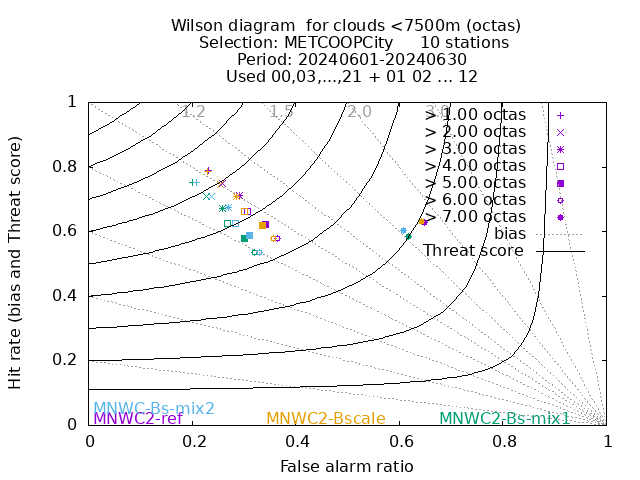 Wilson diagram  for clouds <7500m (octas)
Selection: METCOOPCity     10 stations
Period: 20240601-20240630
Used 00,03,...,21 + 01 02 ... 12
Hit rate (bias and Threat score)
1
0.8
0.6
0.4
0.2
0
1.2
1.5
2.0
3.0
> 1.00 octas
> 2.00 octas
> 3.00 octas
> 4.00 octas
> 5.00 octas
> 6.00 octas
> 7.00 octas
bias
Threat score
MNWC-Bs-mix2
MNWC2-ref
MNWC2-Bscale
MNWC2-Bs-mix1
0
0.2
0.4
0.6
0.8
1
False alarm ratio